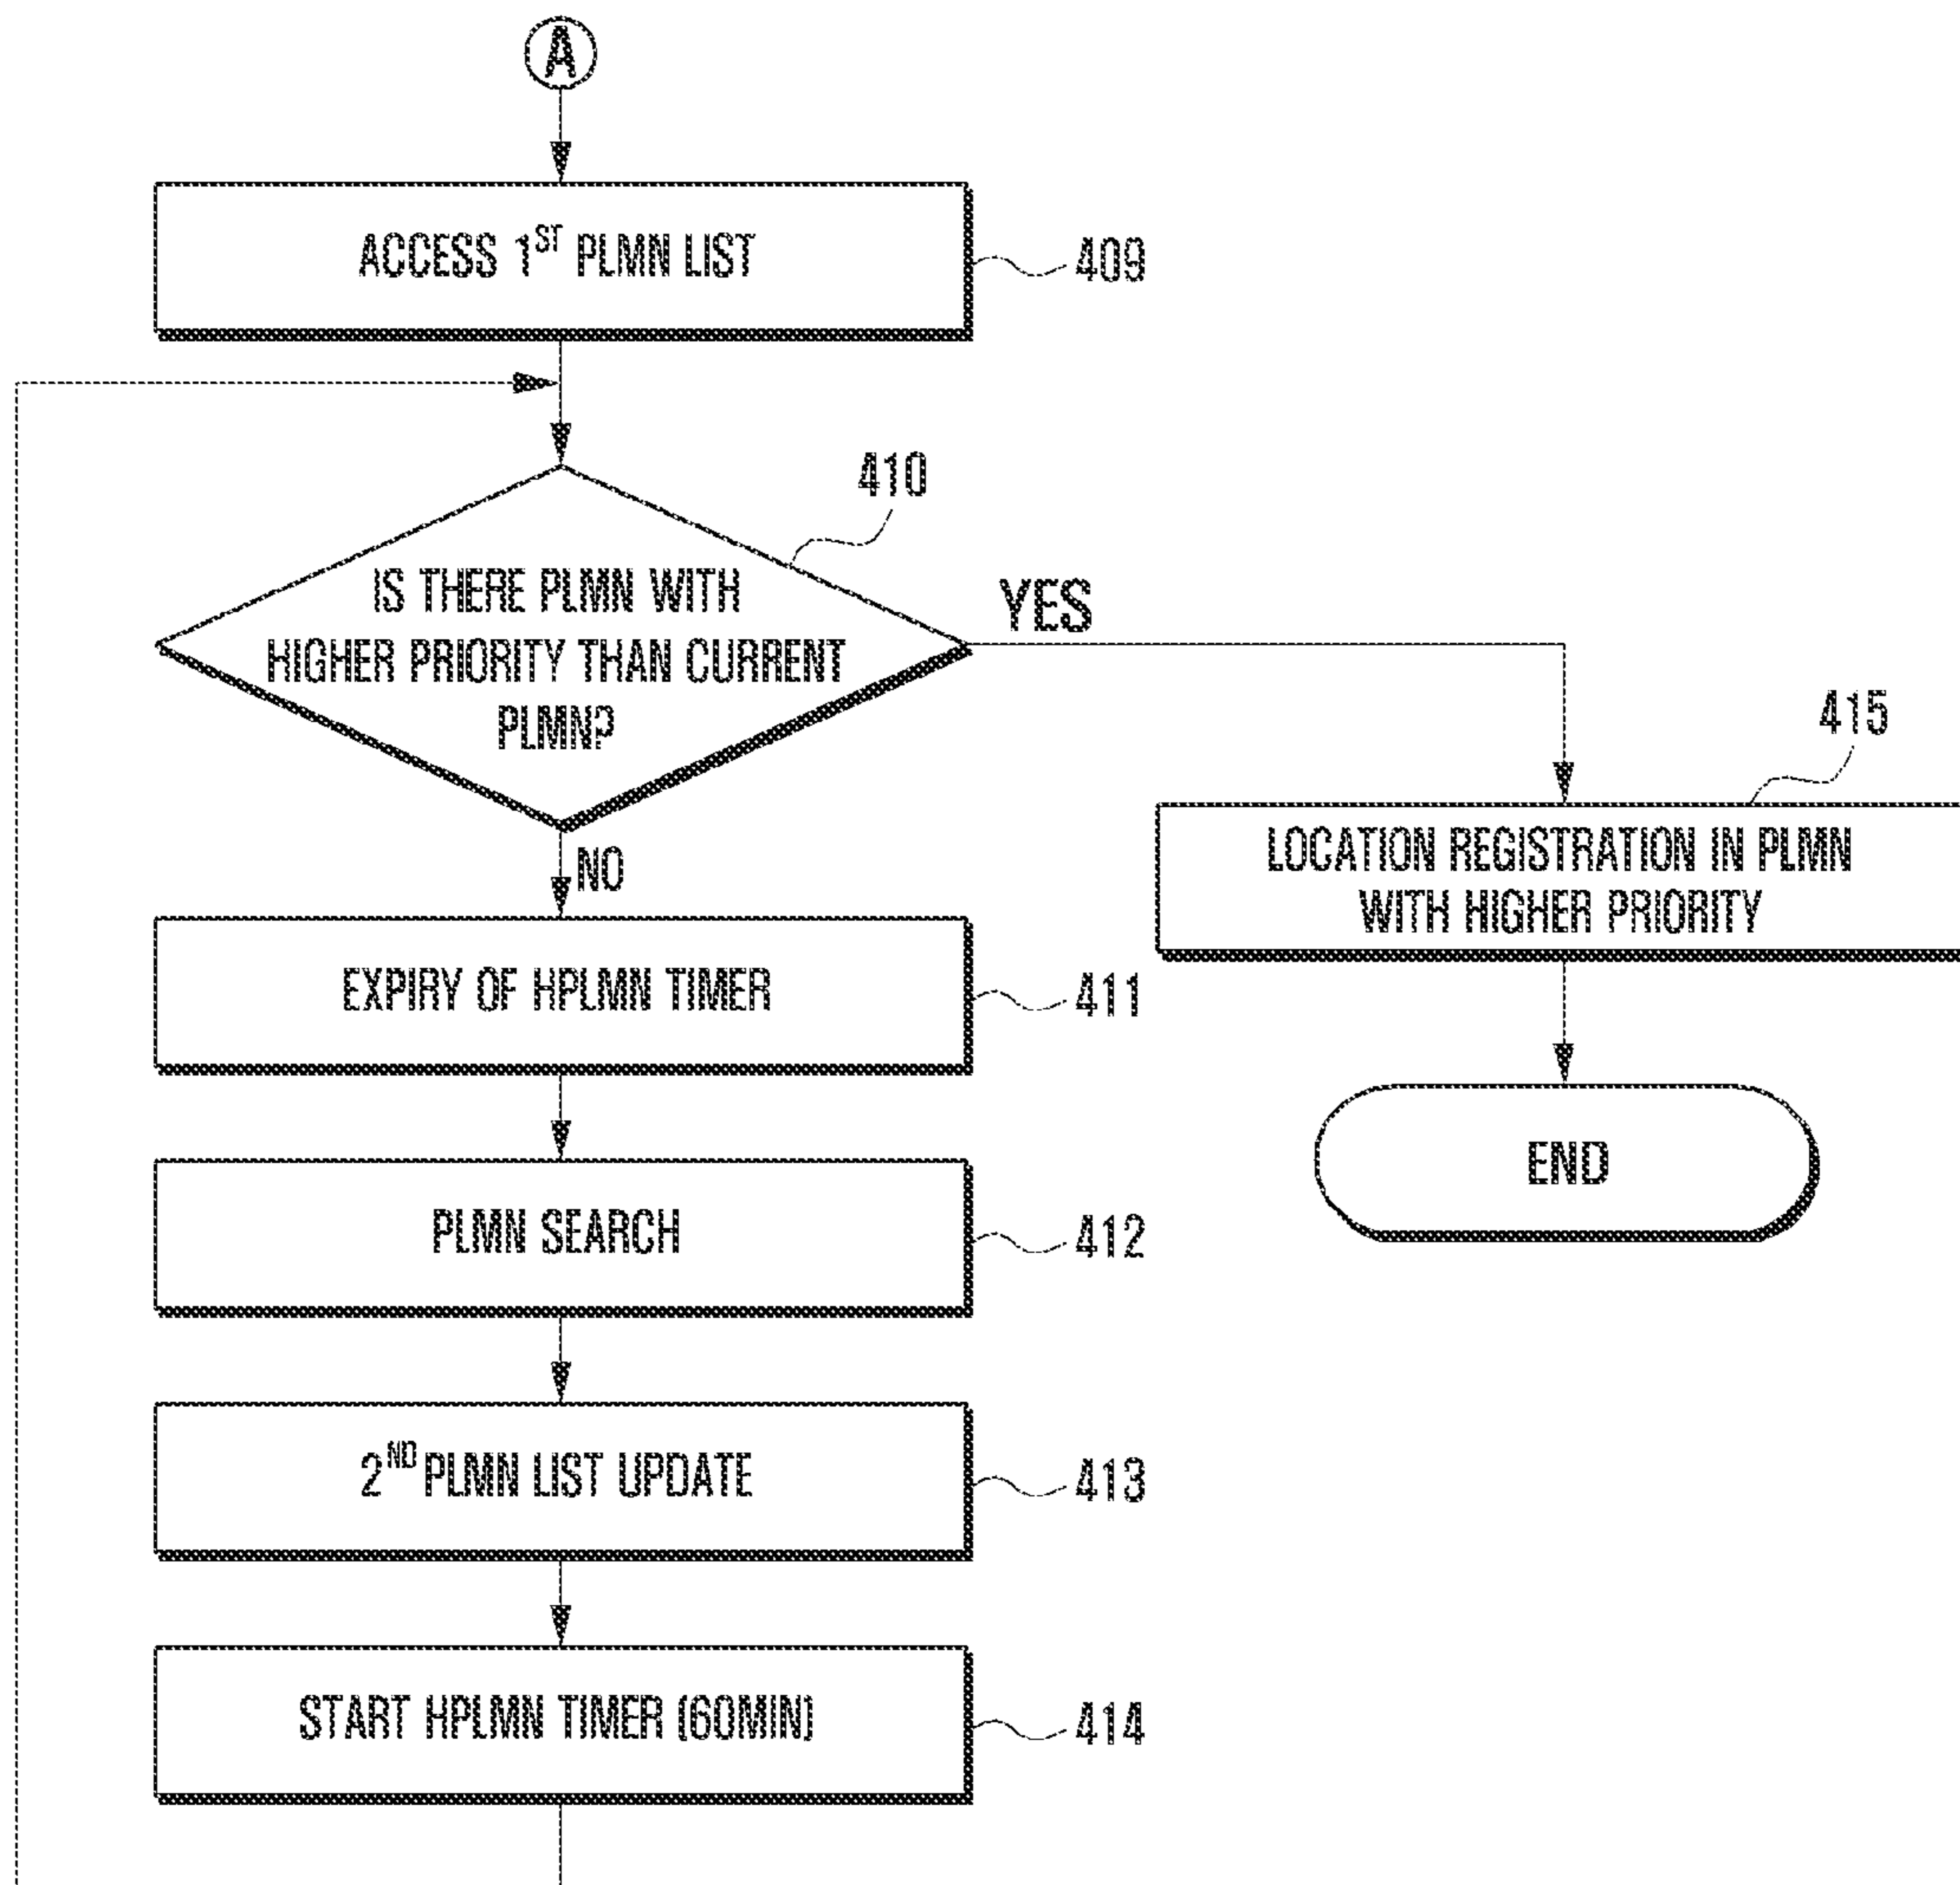 A
ACCESS 1ST PLMN LIST
409
410
IS THERE PLMN WITH
HIGHER PRIORITY THAN CURRENT
PLMN?
YES
NO
415
LOCATION REGISTRATION IN PLMN
WITH HIGHER PRIORITY
EXPIRY OF HPLMN TIMER
411
END
PLMN SEARCH
412
2ND PLMN LIST UPDATE
413
START HPLMN TIMER (60MIN)
414